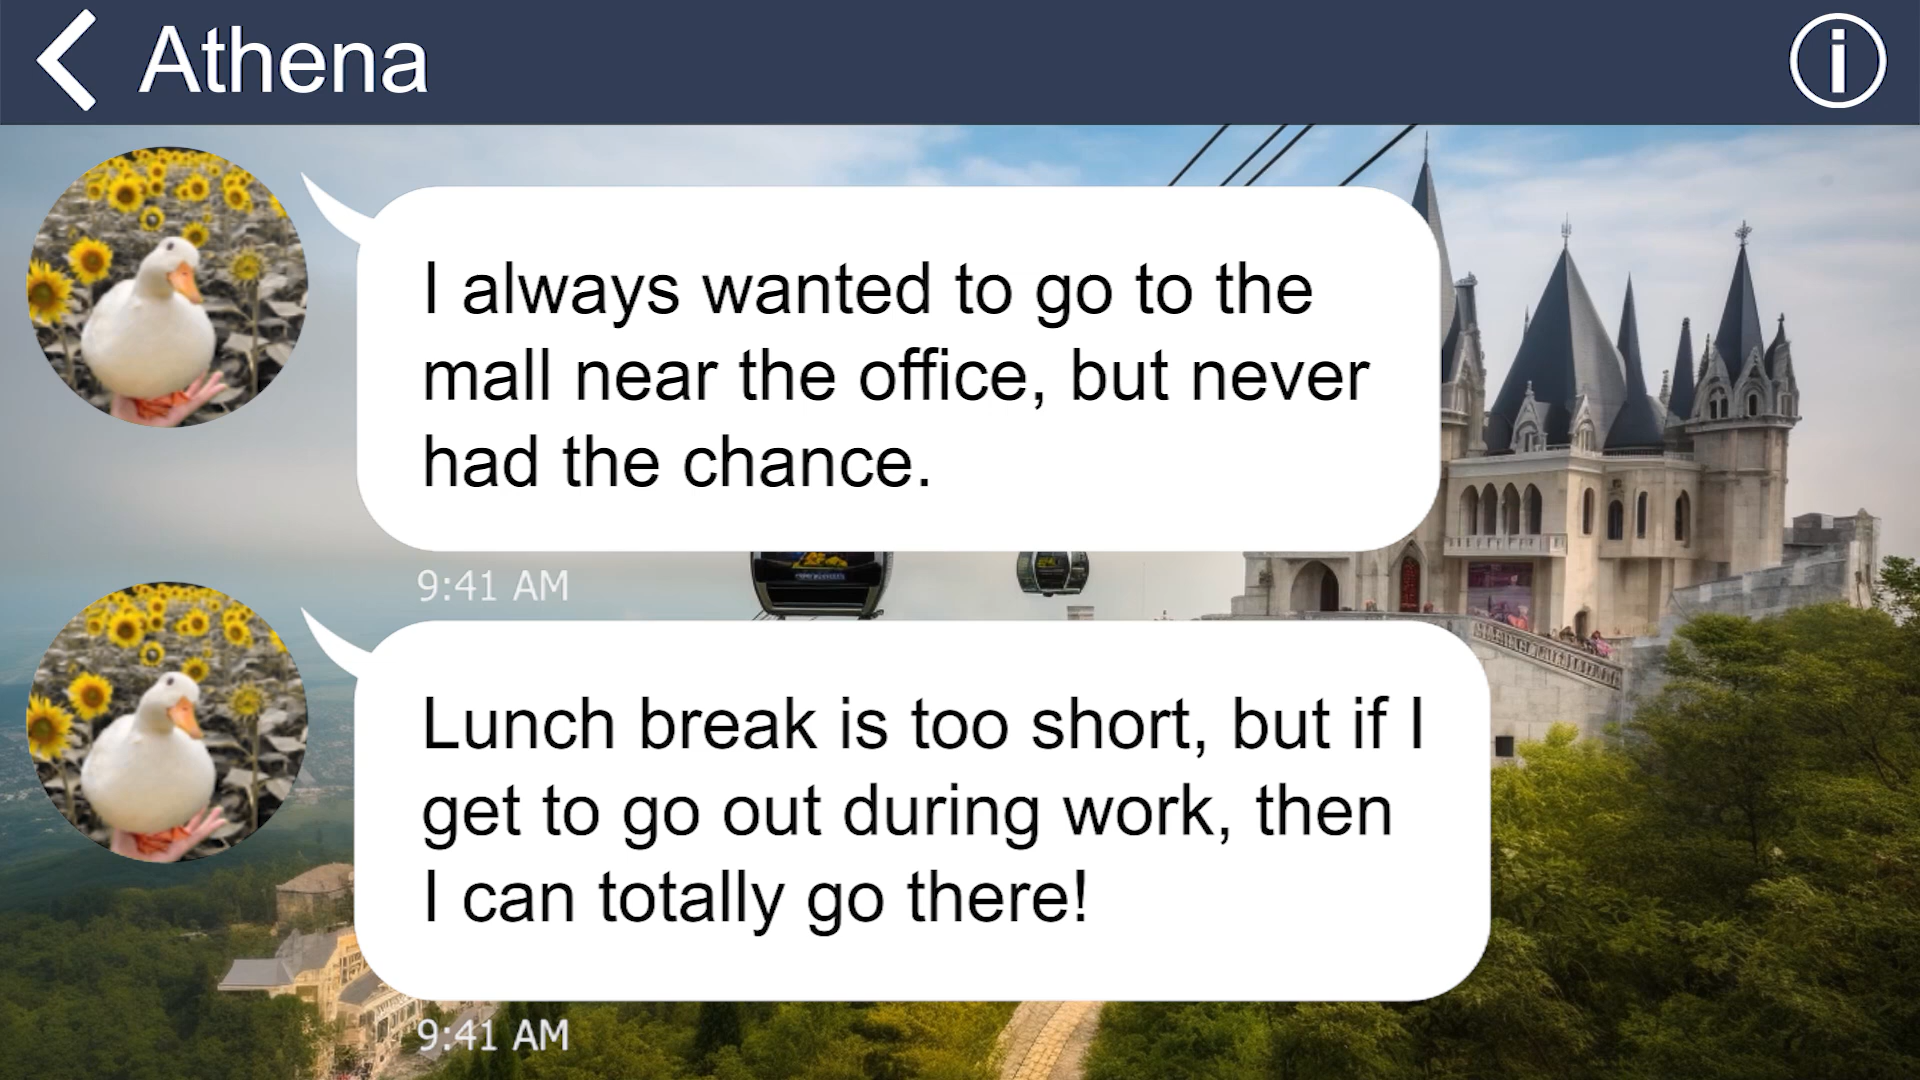 Athena
I always wanted to go to the
mall near the office, but never
had the chance.
9:41 AM
Lunch break is too short, but if I
get to go out during work, then
I can totally go there!
9:41 AM